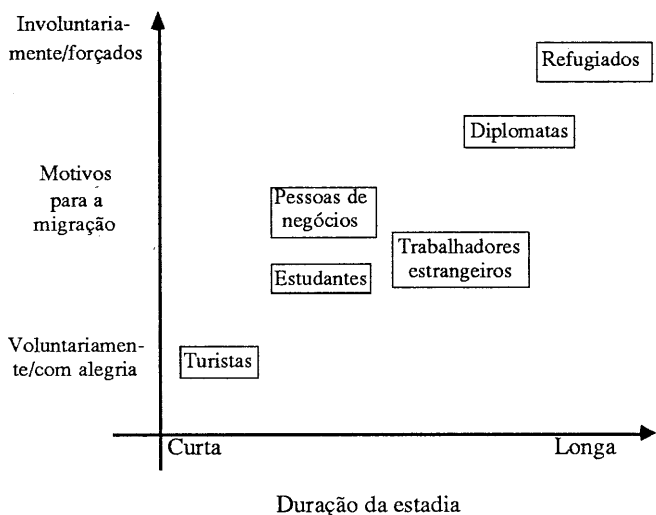 Involuntaria-
mente/forçados
Refugiados
Diplomatas
Motivos
para a
migração
Pessoas de
negócios
Trabalhadores
estrangeiros
Estudantes
Voluntariamen-
te/com alegria
Turistas
Curta
Longa
Duração da estadia